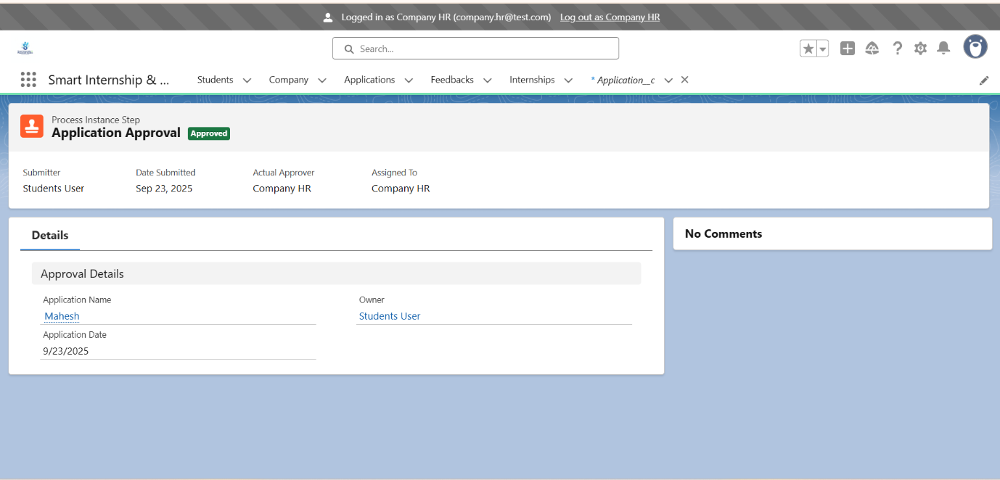 Logged in as Company HR (company.hr@test.com) Log out as Company HR
Search...
Smart Internship & ... Students Company Applications Feedbacks Internships * Application__c
Process Instance Step
Application Approval Approved
Submitter Date Submitted Actual Approver Assigned To
Students User Sep 23, 2025 Company HR Company HR
Details
No Comments
Approval Details
Application Name Owner
Mahesh Students User
Application Date
9/23/2025